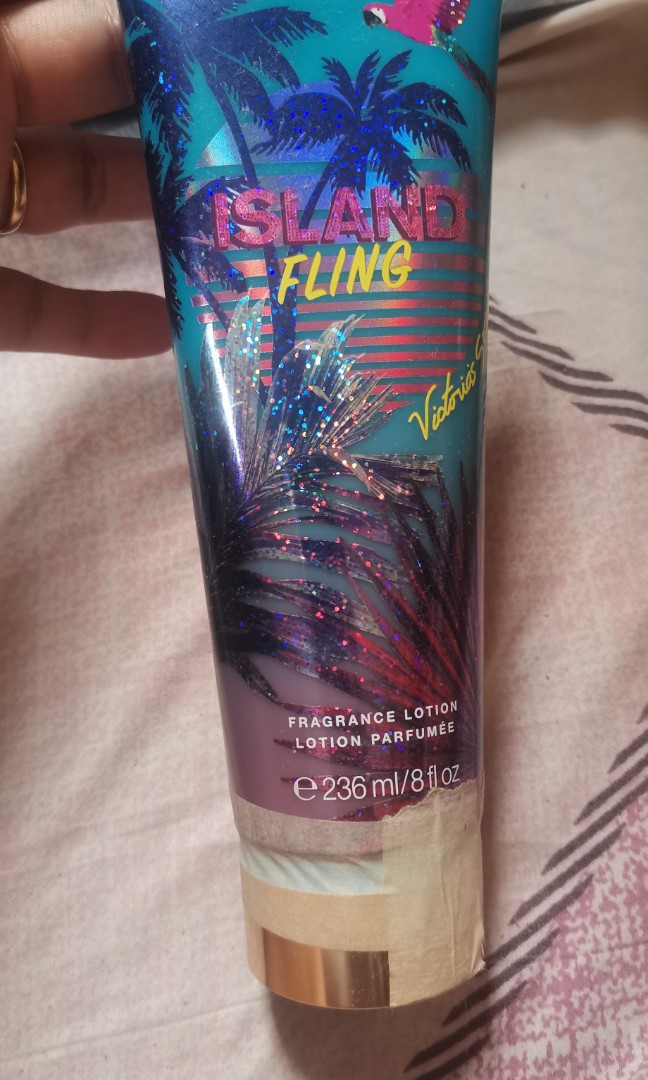 ISLAND
FLING
Victoria's
FRAGRANCE LOTION
LOTION PARFUMÉE
℮ 236 ml/8 fl oz